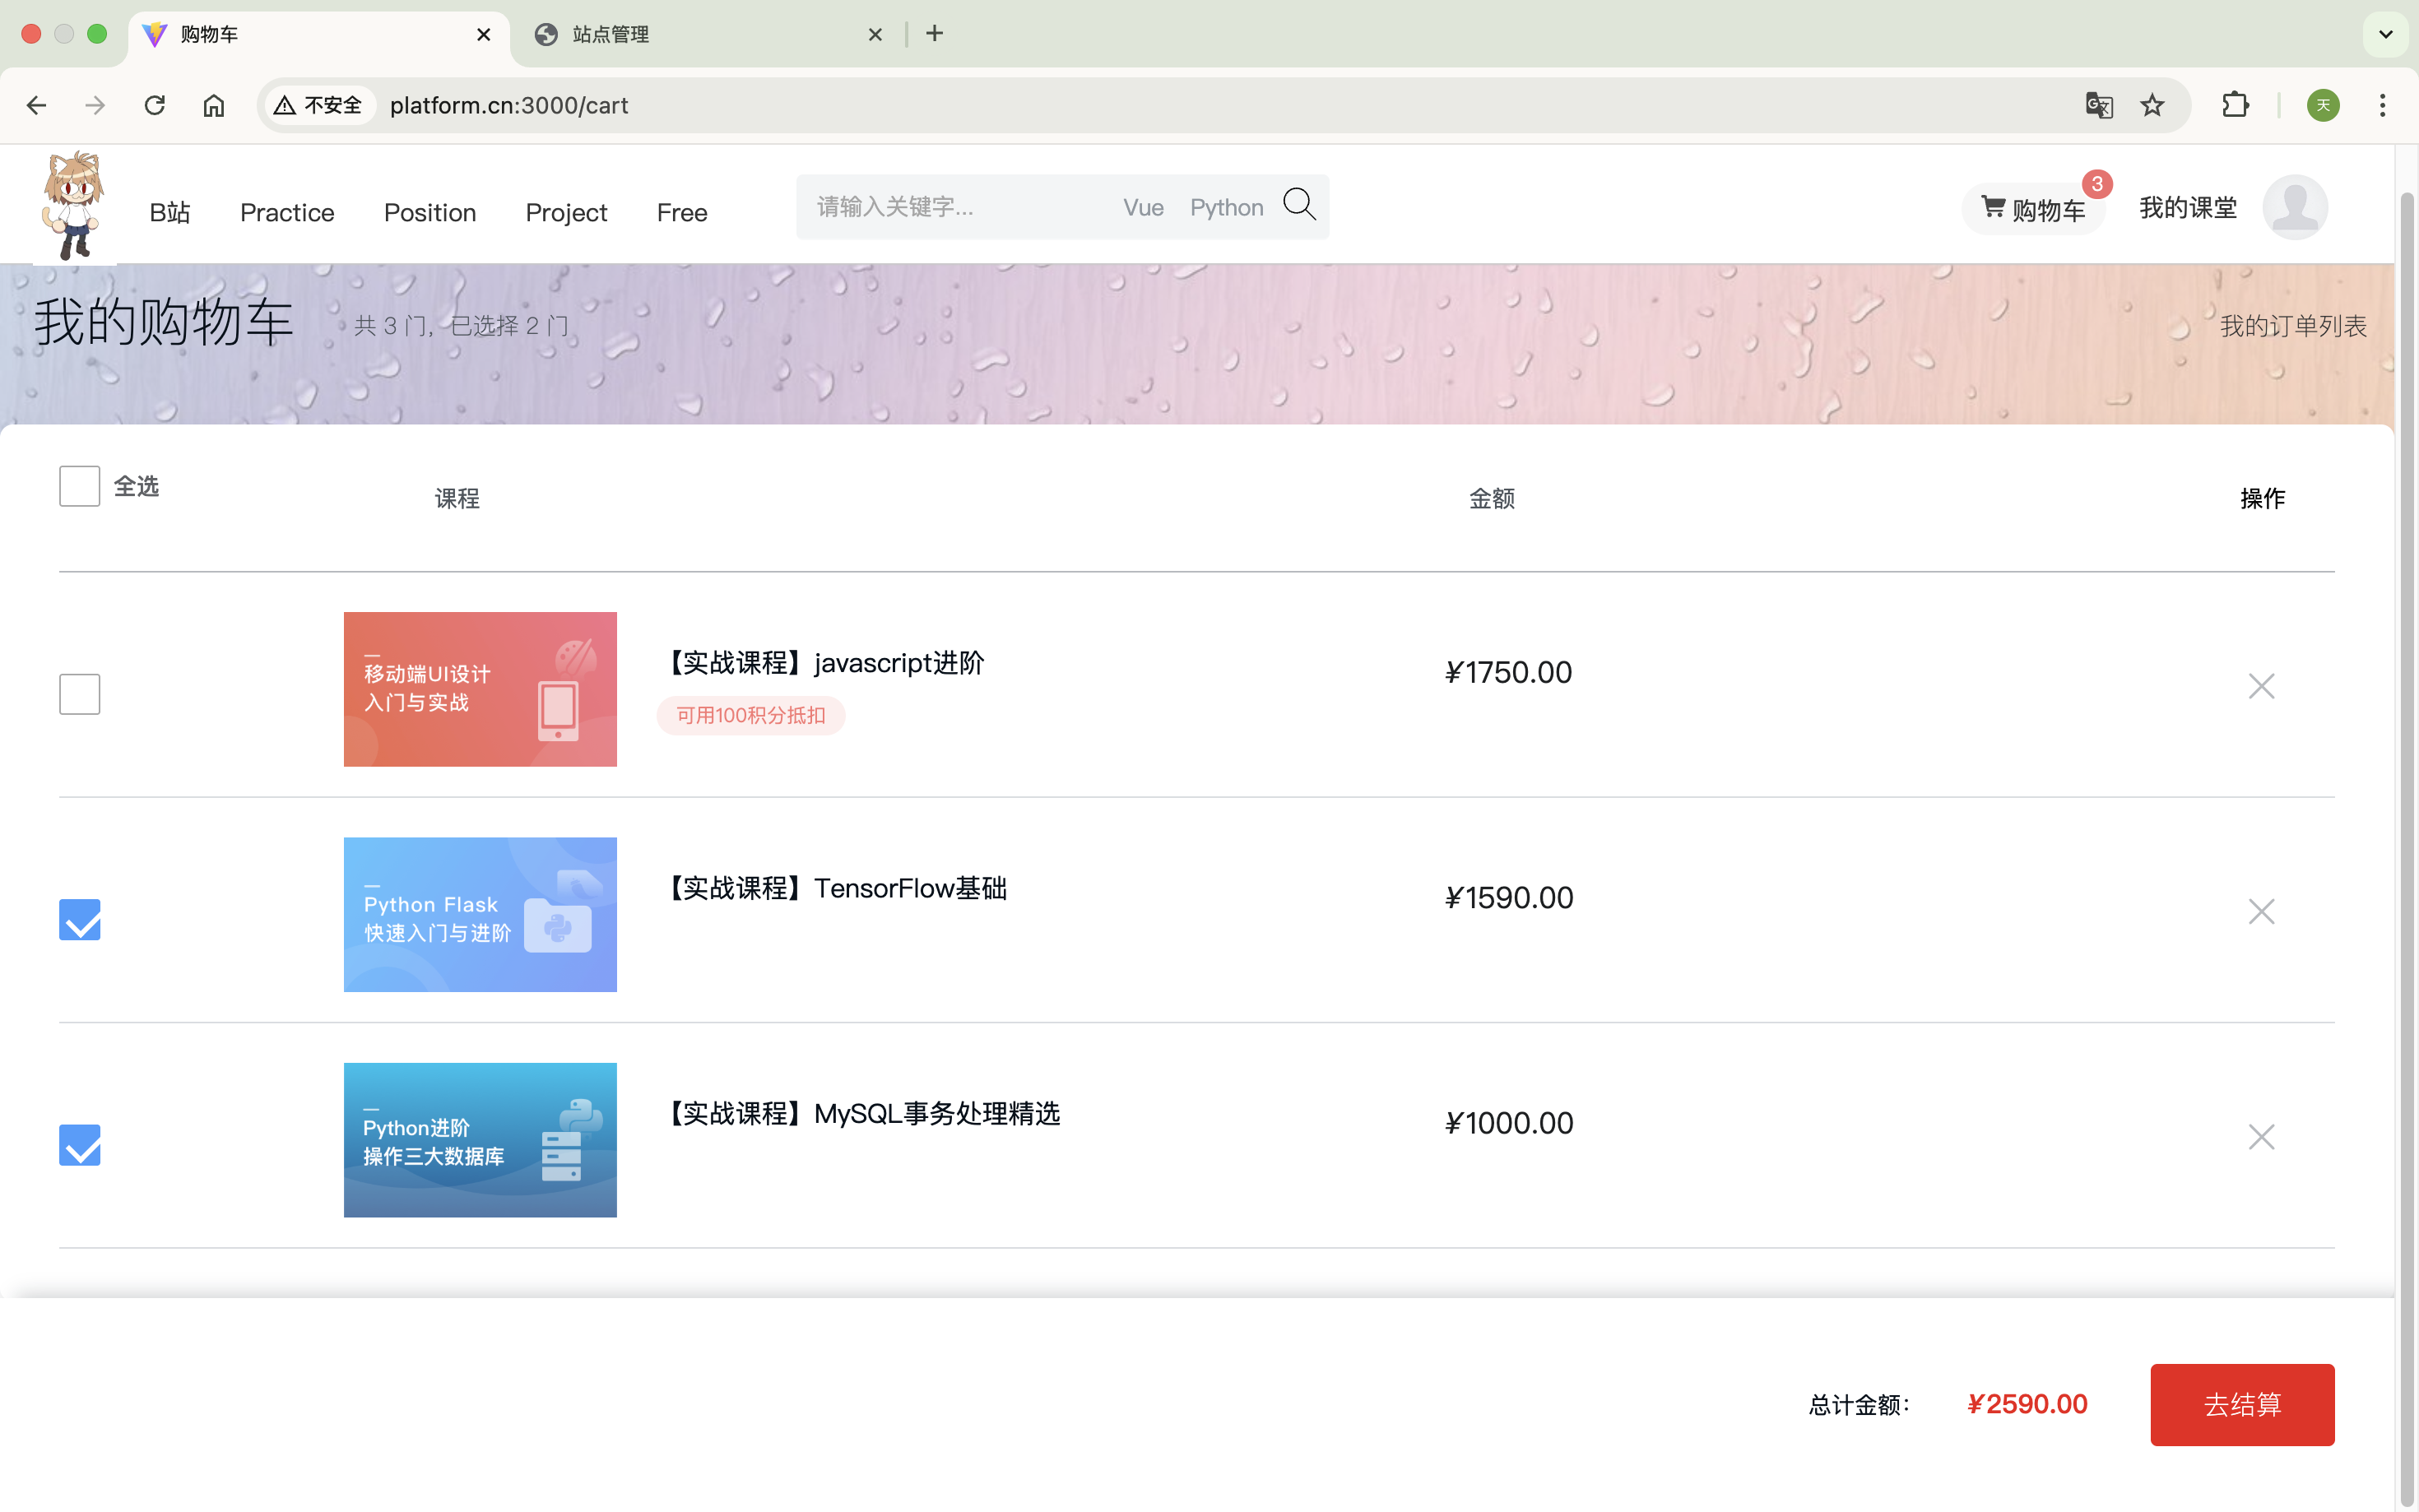 购物车
站点管理
不安全 platform.cn:3000/cart
天
B站 Practice Position Project Free
请输入关键字... Vue Python
购物车 3 我的课堂
我的购物车 共 3 门，已选择 2 门 我的订单列表
全选 课程 金额 操作
移动端UI设计
入门与实战
【实战课程】javascript进阶
可用100积分抵扣
¥1750.00
Python Flask
快速入门与进阶
【实战课程】TensorFlow基础
¥1590.00
Python进阶
操作三大数据库
【实战课程】MySQL事务处理精选
¥1000.00
总计金额： ¥2590.00 去结算